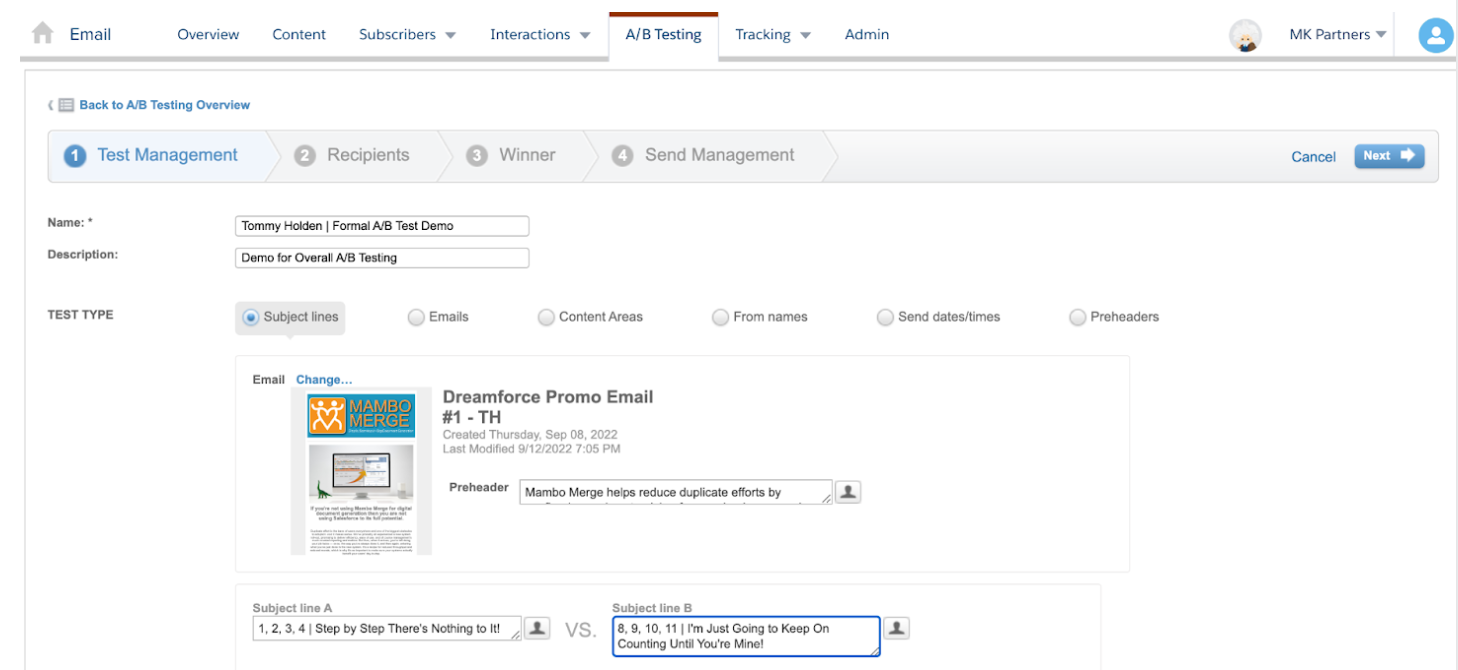 Email
Overview
Content
Subscribers
Interactions
A/B Testing
Tracking
Admin
MK Partners
Back to A/B Testing Overview
1 Test Management
2 Recipients
3 Winner
4 Send Management
Cancel
Next
Name: *
Tommy Holden | Formal A/B Test Demo
Description:
Demo for Overall A/B Testing
TEST TYPE
Subject lines
Emails
Content Areas
From names
Send dates/times
Preheaders
Email Change...
MAMBO
MERGE
If you're not using Mambo Merge for digital
document generation then you are not
using Salesforce to its full potential.
Dreamforce Promo Email
#1 - TH
Created Thursday, Sep 08, 2022
Last Modified 9/12/2022 7:05 PM
Preheader
Mambo Merge helps reduce duplicate efforts by
Subject line A
1, 2, 3, 4 | Step by Step There's Nothing to It!
VS.
Subject line B
8, 9, 10, 11 | I'm Just Going to Keep On
Counting Until You're Mine!